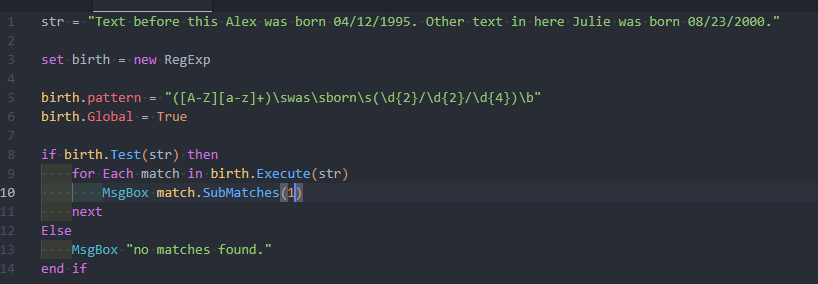 1 str = "Text before this Alex was born 04/12/1995. Other text in here Julie was born 08/23/2000."
2
3 set birth = new RegExp
4
5 birth.pattern = "([A-Z][a-z]+)\swas\sborn\s(\d{2}/\d{2}/\d{4})\b"
6 birth.Global = True
7
8 if birth.Test(str) then
9     for Each match in birth.Execute(str)
10         MsgBox match.SubMatches(1)
11     next
12 Else
13     MsgBox "no matches found."
14 end if